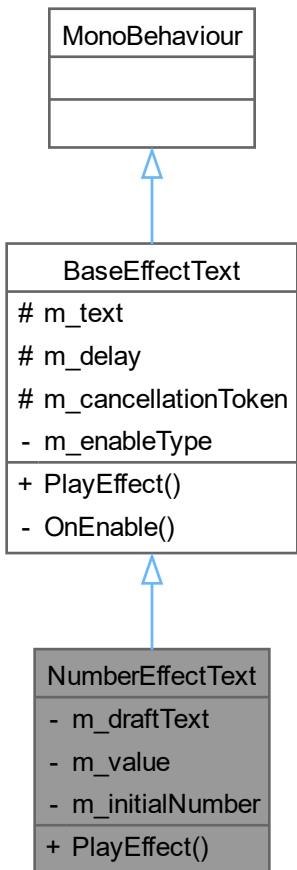 MonoBehaviour
BaseEffectText
# m_text
# m_delay
# m_cancellationToken
- m_enableType
+ PlayEffect()
- OnEnable()
NumberEffectText
- m_draftText
- m_value
- m_initialNumber
+ PlayEffect()